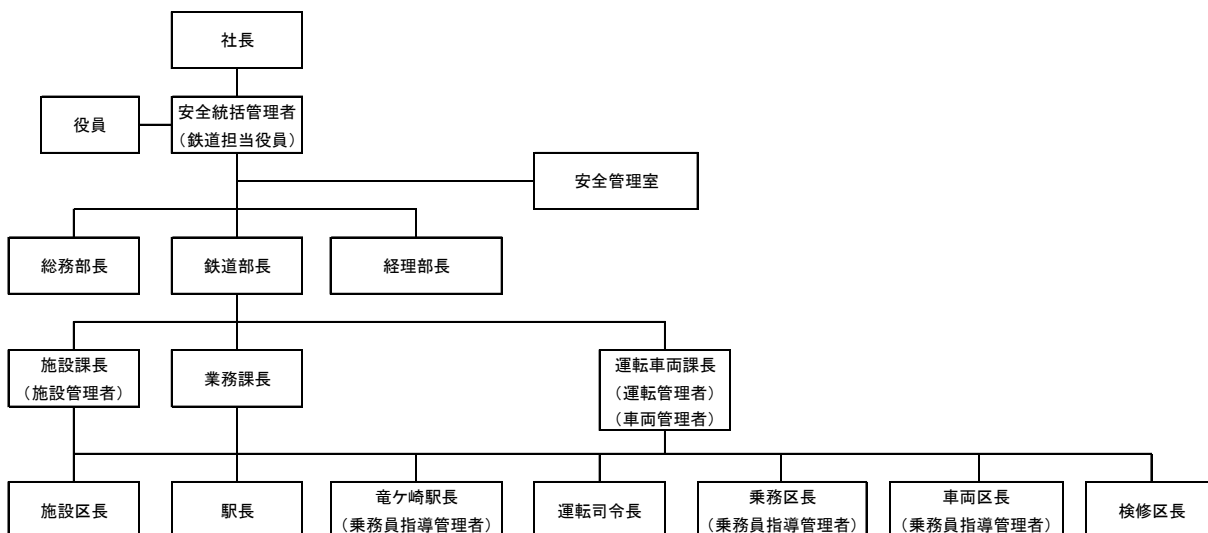 社長
役員
安全統括管理者
（鉄道担当役員）
安全管理室
総務部長
鉄道部長
経理部長
施設課長
（施設管理者）
業務課長
運転車両課長
（運転管理者）
（車両管理者）
施設区長
駅長
竜ケ崎駅長
（乗務員指導管理者）
運転司令長
乗務区長
（乗務員指導管理者）
車両区長
（乗務員指導管理者）
検修区長